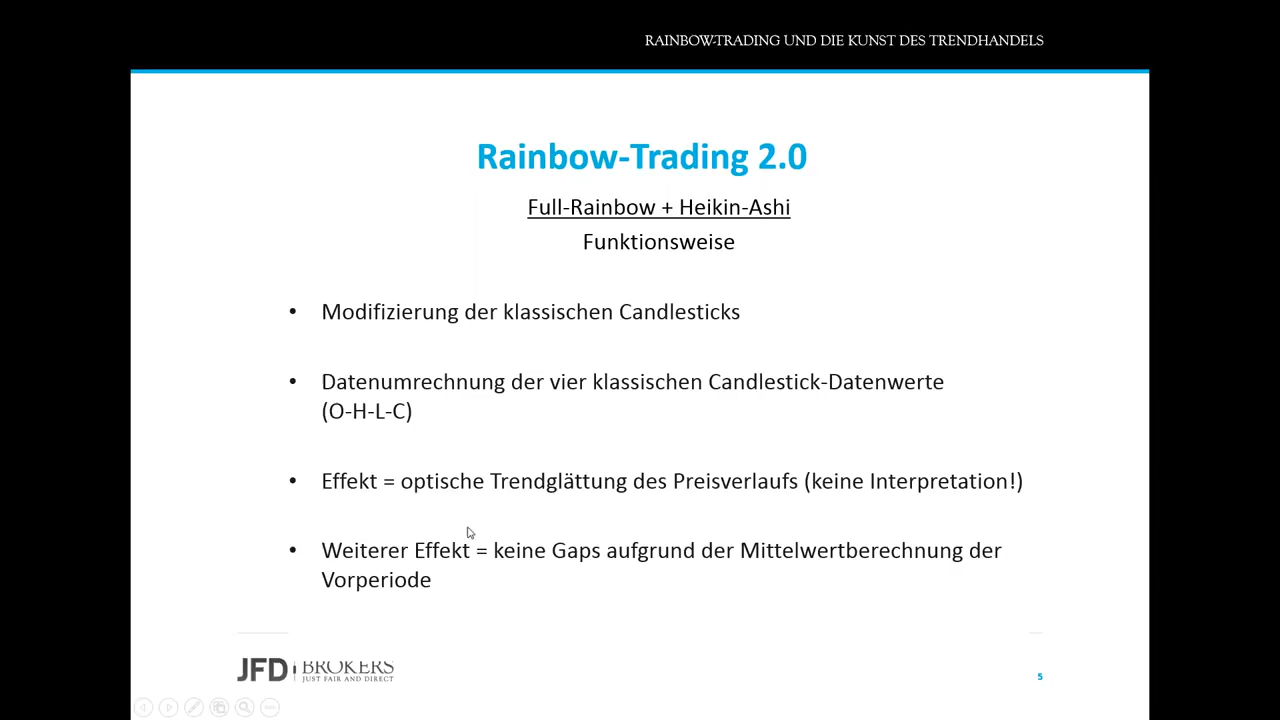 RAINBOW-TRADING UND DIE KUNST DES TRENDHANDELS
Rainbow-Trading 2.0
Full-Rainbow + Heikin-Ashi
Funktionsweise
• Modifizierung der klassischen Candlesticks
• Datenumrechnung der vier klassischen Candlestick-Datenwerte
(O-H-L-C)
• Effekt = optische Trendglättung des Preisverlaufs (keine Interpretation!)
• Weiterer Effekt = keine Gaps aufgrund der Mittelwertberechnung der
Vorperiode
JFD BROKERS
JUST FAIR AND DIRECT
5